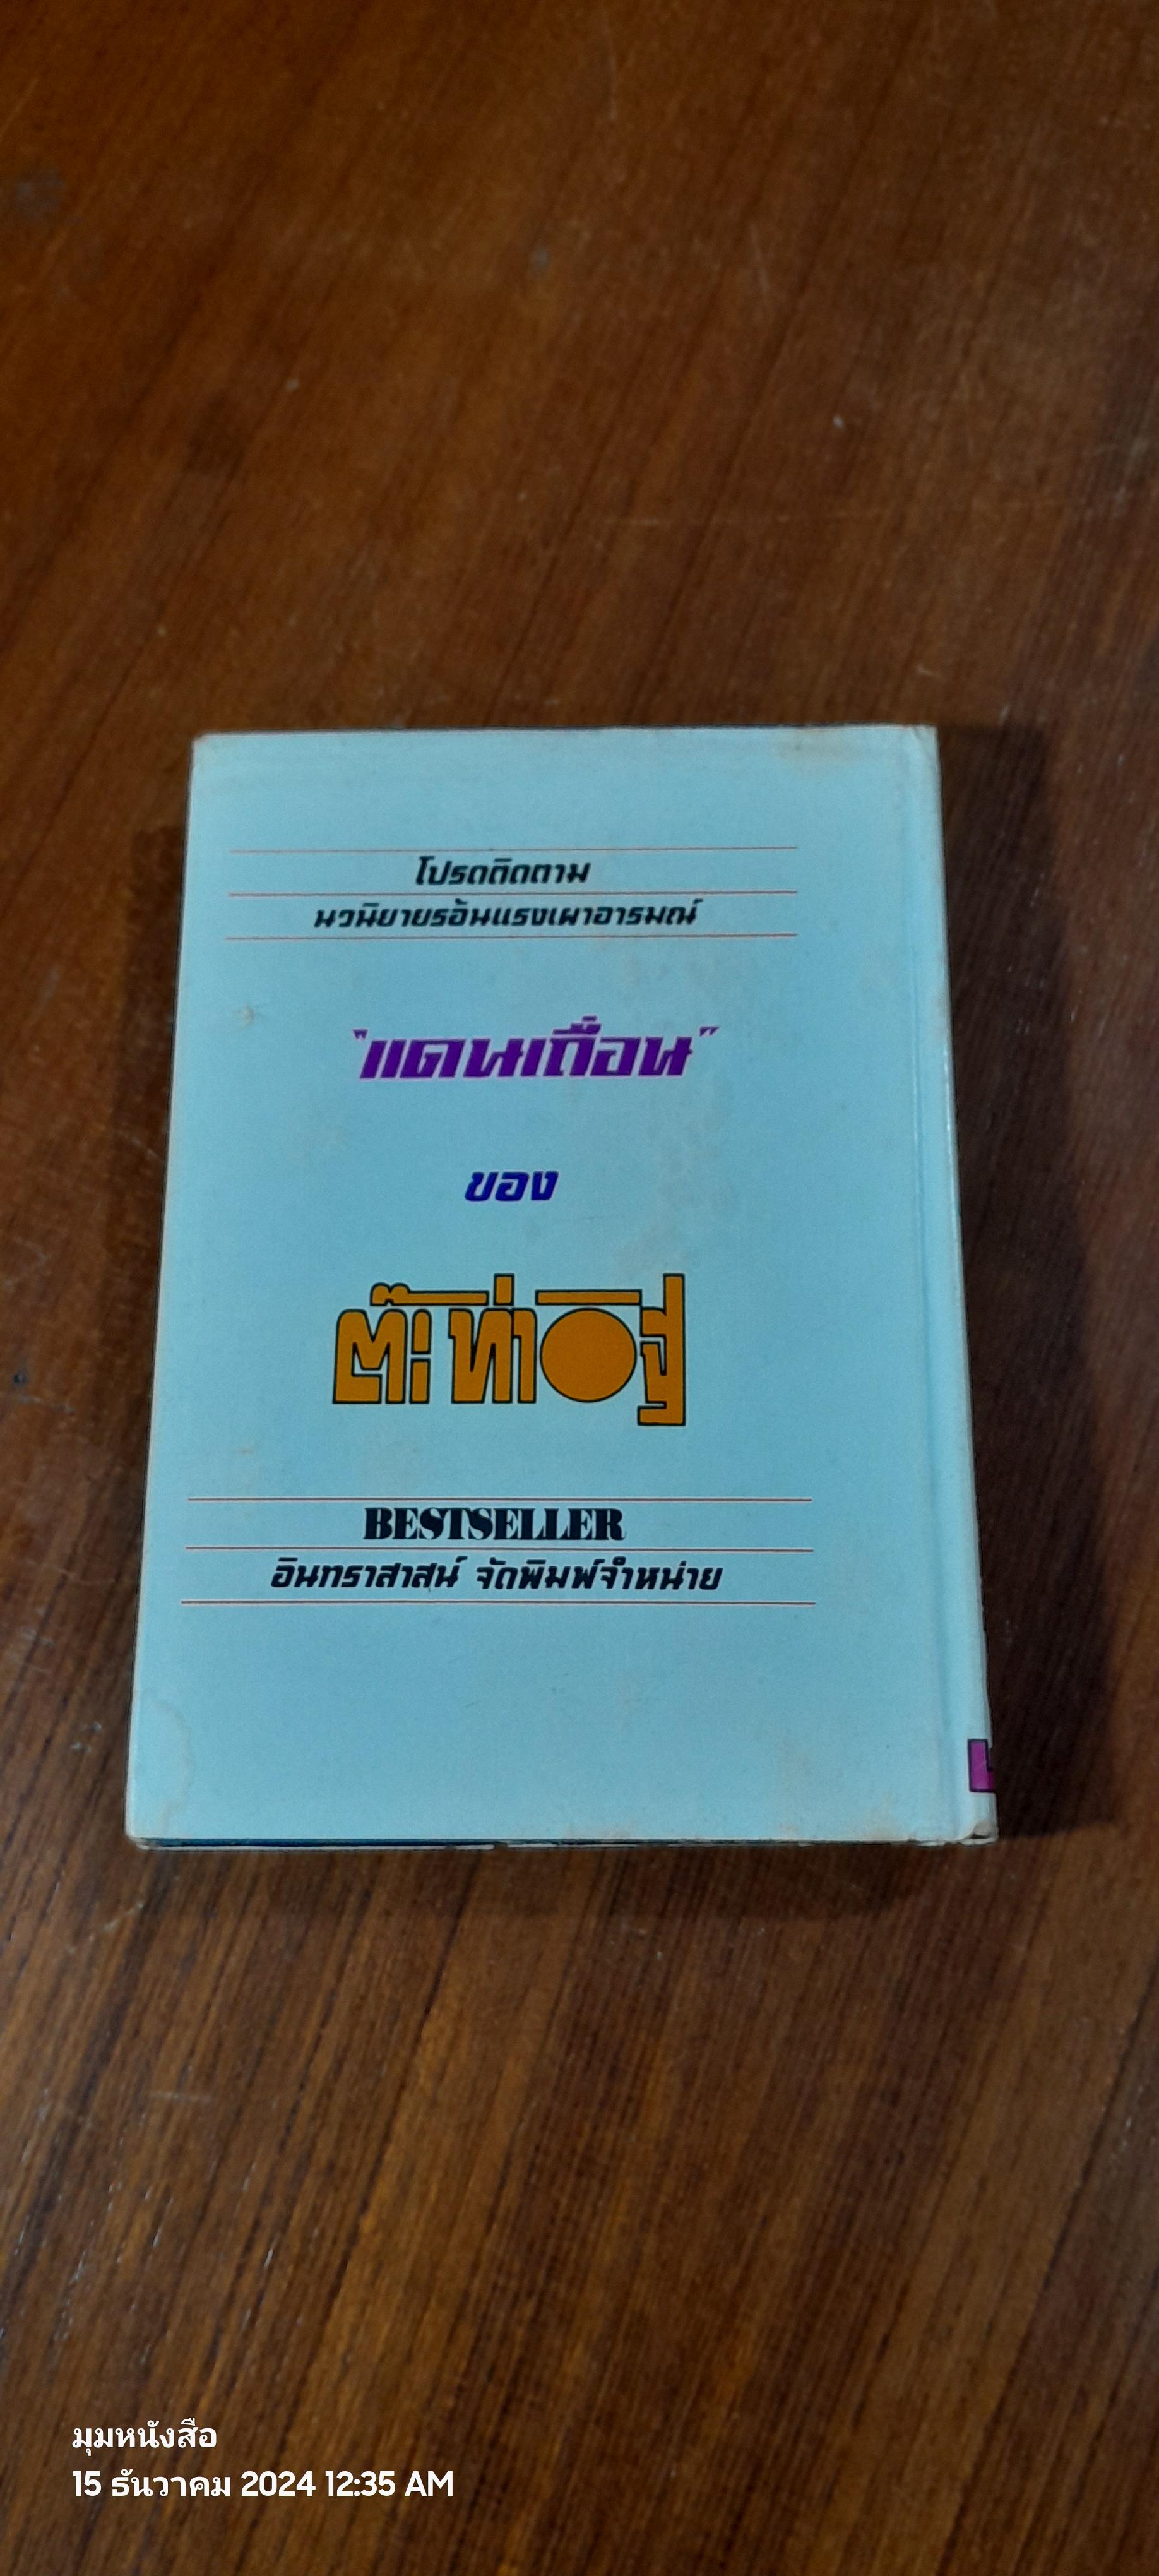 โปรดติดตาม
นวนิยายรอ้นแรงเผาอารมณ์
"แดนเถื่อน"
ของ
ต๊ะ ท่าอิฐ
BESTSELLER
อินทราสาสน์ จัดพิมพ์จำหน่าย
มุมหนังสือ
15 ธันวาคม 2024 12:35 AM